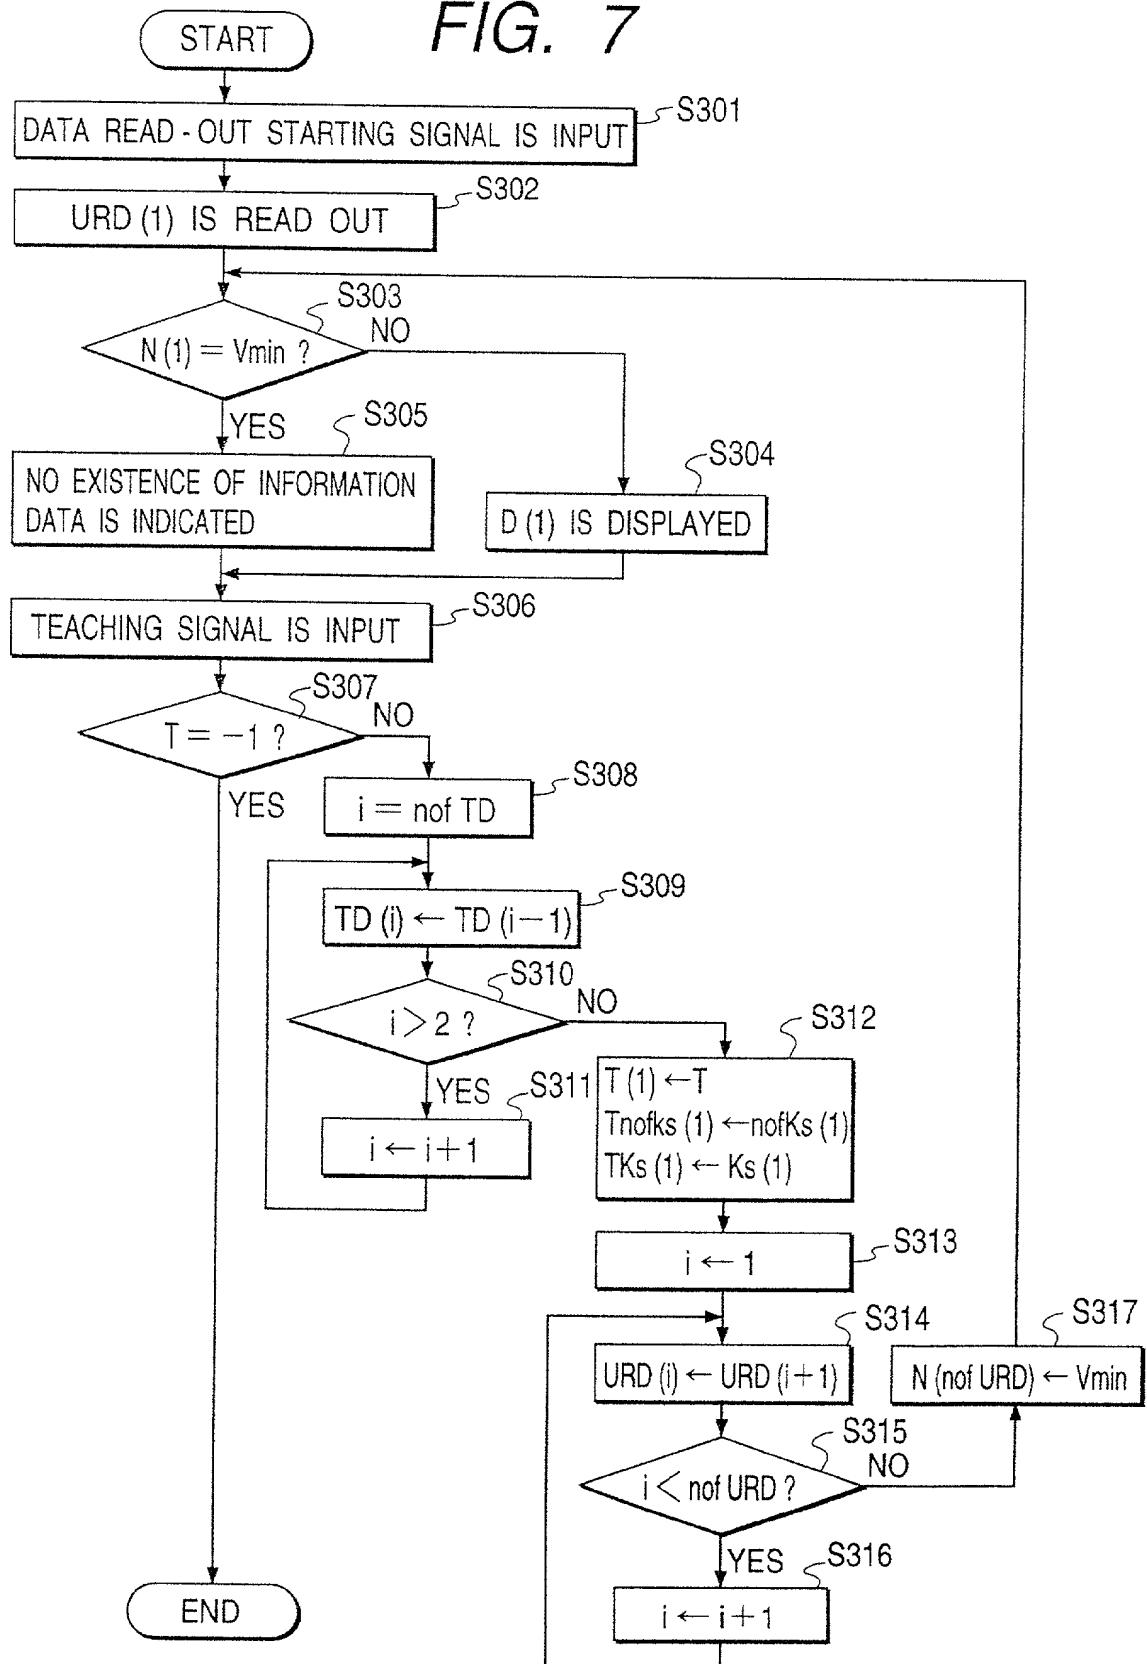 FIG. 7
START
S301
DATA READ-OUT STARTING SIGNAL IS INPUT
S302
URD (1) IS READ OUT
S303
N (1) = Vmin ?
NO
YES
S305
NO EXISTENCE OF INFORMATION
DATA IS INDICATED
S304
D (1) IS DISPLAYED
S306
TEACHING SIGNAL IS INPUT
S307
T = -1 ?
NO
YES
S308
i = nof TD
S309
TD (i) ← TD (i-1)
S310
i > 2 ?
NO
YES
S311
i ← i+1
S312
T (1) ← T
Tnofks (1) ← nofKs (1)
TKs (1) ← Ks (1)
S313
i ← 1
S314
URD (i) ← URD (i+1)
S317
N (nof URD) ← Vmin
S315
i < nof URD ?
NO
YES
S316
i ← i+1
END